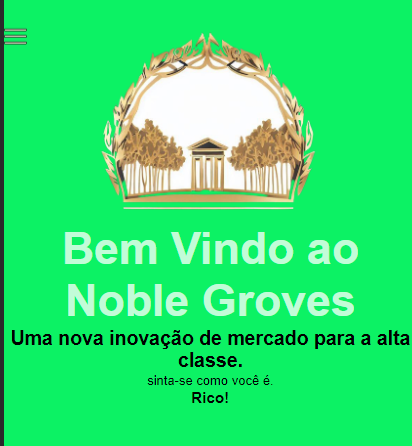 Bem Vindo ao
Noble Groves
Uma nova inovação de mercado para a alta
classe.
sinta-se como você é.
Rico!